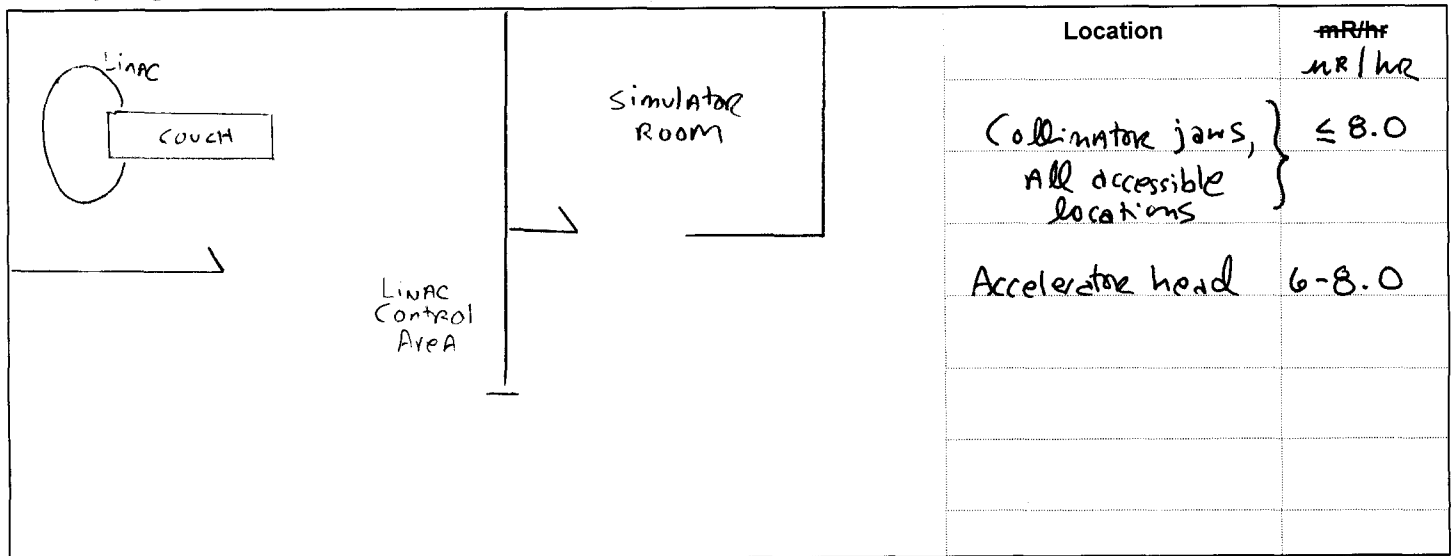 LinAC
COUCH
Simulator
Room
LinAC
Control
Area
Location
mR/hr
µR/hr
Collimator jaws,
All accessible
locations
≤ 8.0
Accelerator head 6-8.0